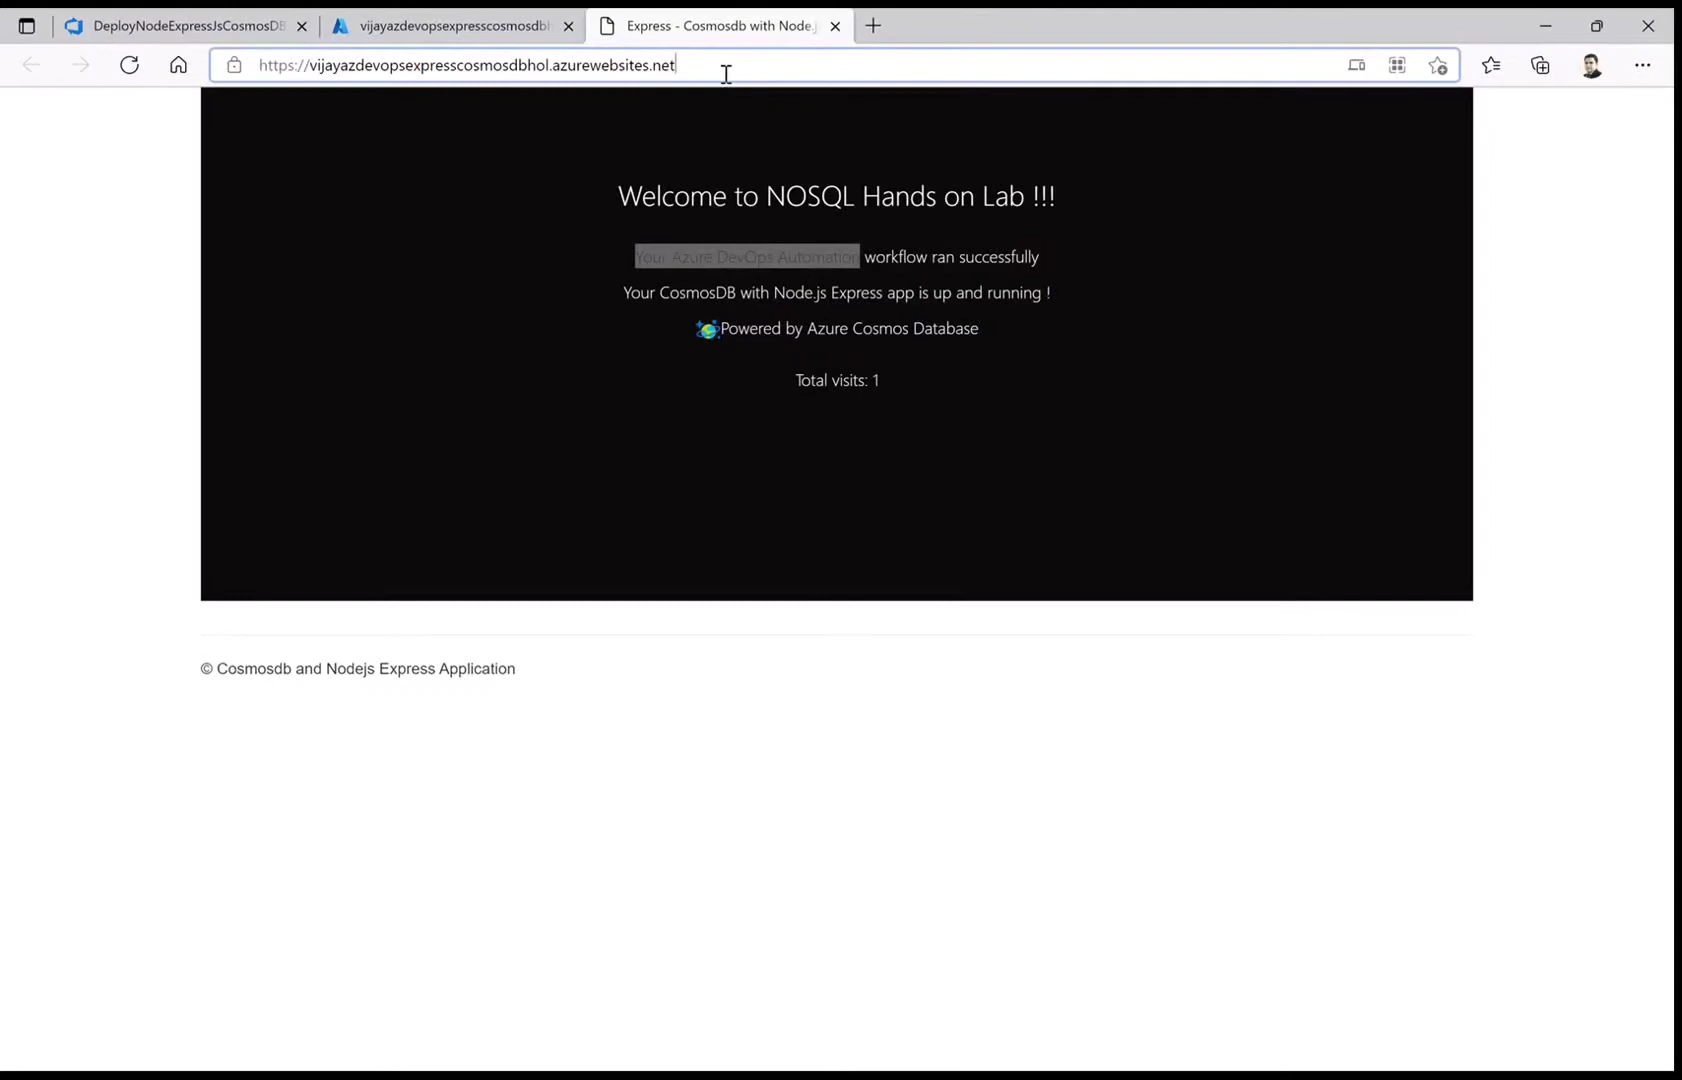 DeployNodeExpressJsCosmosDB
vijayazdevopsexpresscosmosdbh
Express - Cosmosdb with Node.j
https://vijayazdevopsexpresscosmosdbhol.azurewebsites.net
Welcome to NOSQL Hands on Lab !!!
Your Azure DevOps Automation workflow ran successfully
Your CosmosDB with Node.js Express app is up and running !
Powered by Azure Cosmos Database
Total visits: 1
© Cosmosdb and Nodejs Express Application